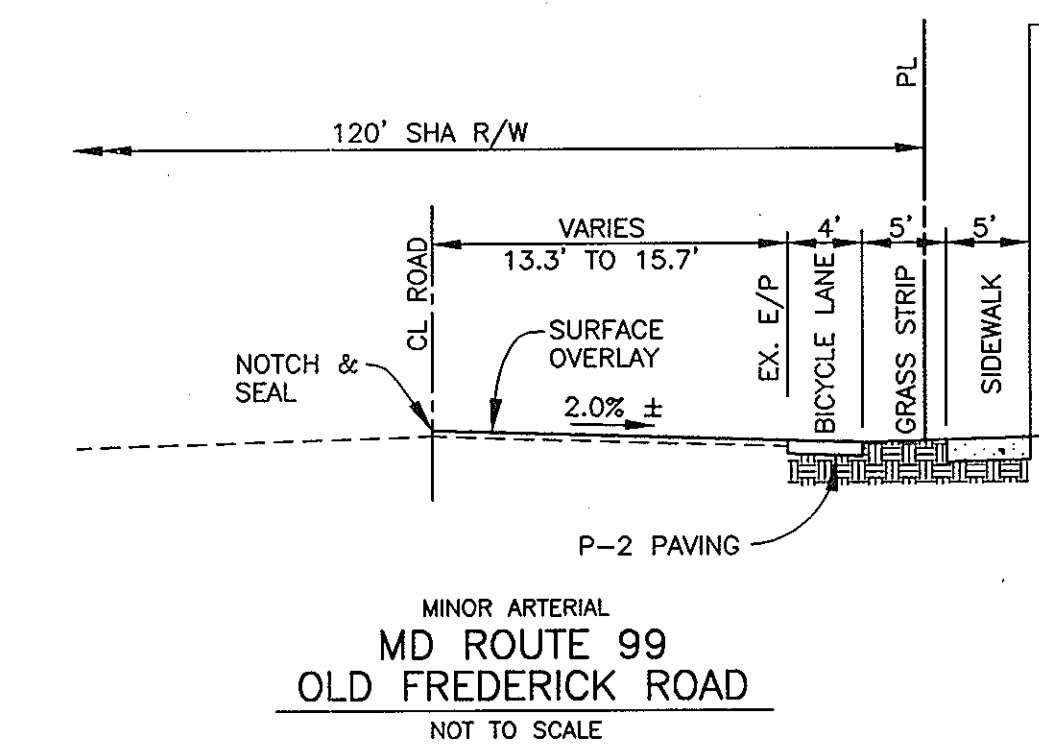 PL
120' SHA R/W
VARIES
13.3' TO 15.7'
4'
5'
5'
CL ROAD
EX. E/P
BICYCLE LANE
GRASS STRIP
SIDEWALK
NOTCH &
SEAL
SURFACE
OVERLAY
2.0% ±
P-2 PAVING
MINOR ARTERIAL
MD ROUTE 99
OLD FREDERICK ROAD
NOT TO SCALE